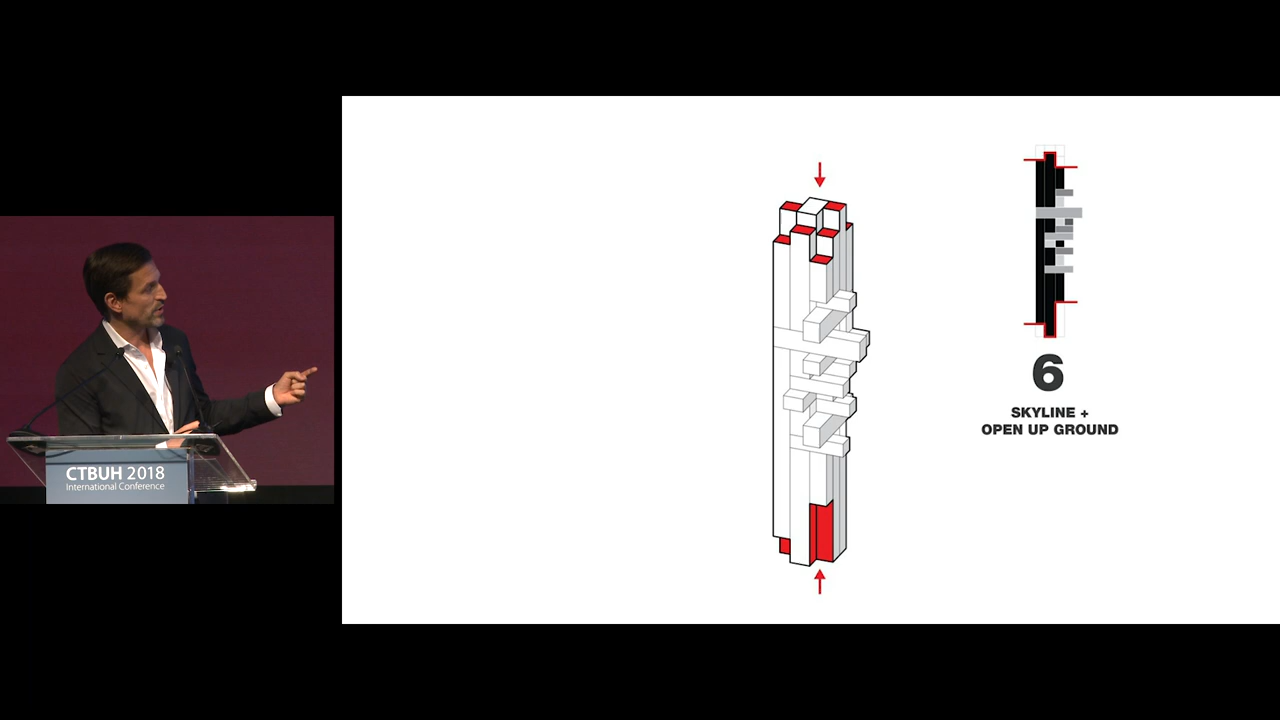 CTBUH 2018
International Conference
6
SKYLINE +
OPEN UP GROUND